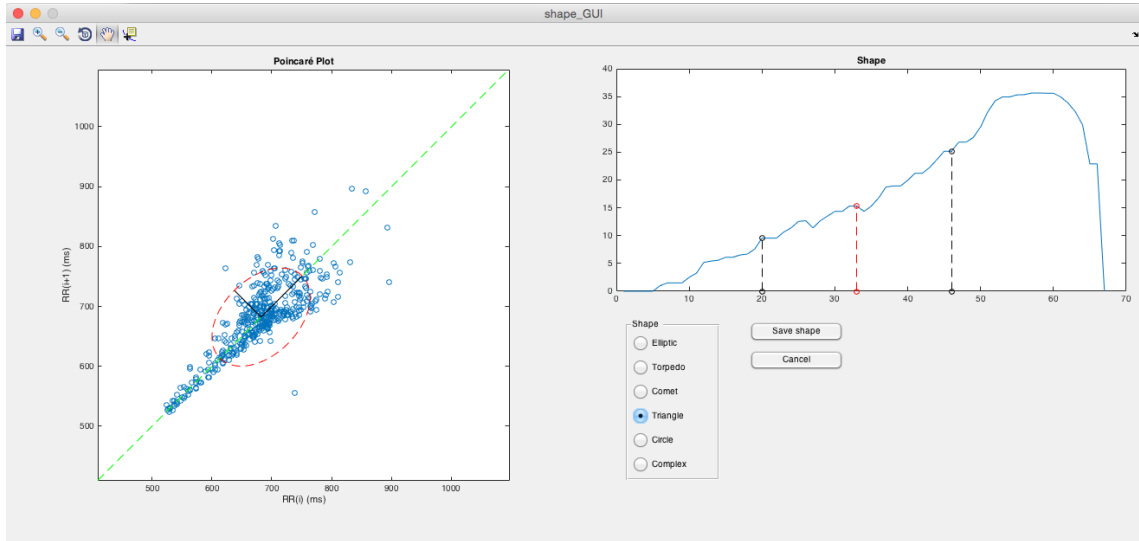 shape_GUI
Poincaré Plot
1000
900
800
700
600
500
RR(i+1) (ms)
500 600 700 800 900 1000
RR(i) (ms)
Shape
40
35
30
25
20
15
10
5
0
0 10 20 30 40 50 60 70
Shape
Elliptic
Torpedo
Comet
Triangle
Circle
Complex
Save shape
Cancel